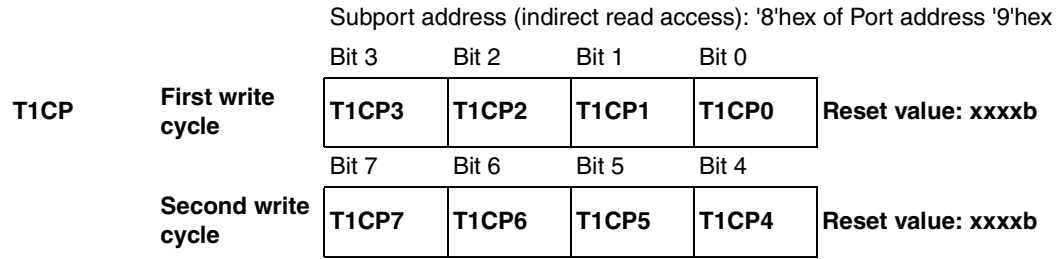 Subport address (indirect read access): '8'hex of Port address '9'hex
Bit 3 Bit 2 Bit 1 Bit 0
T1CP First write cycle T1CP3 T1CP2 T1CP1 T1CP0 Reset value: xxxxb
Bit 7 Bit 6 Bit 5 Bit 4
Second write cycle T1CP7 T1CP6 T1CP5 T1CP4 Reset value: xxxxb